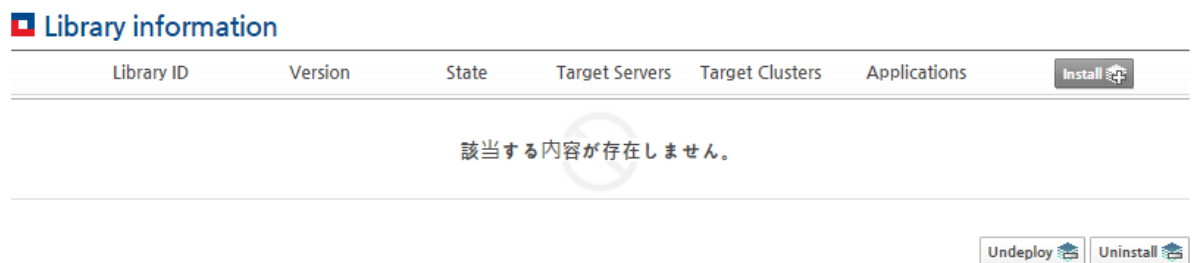 Library information
Library ID Version State Target Servers Target Clusters Applications Install
該当する内容が存在しません。
Undeploy Uninstall